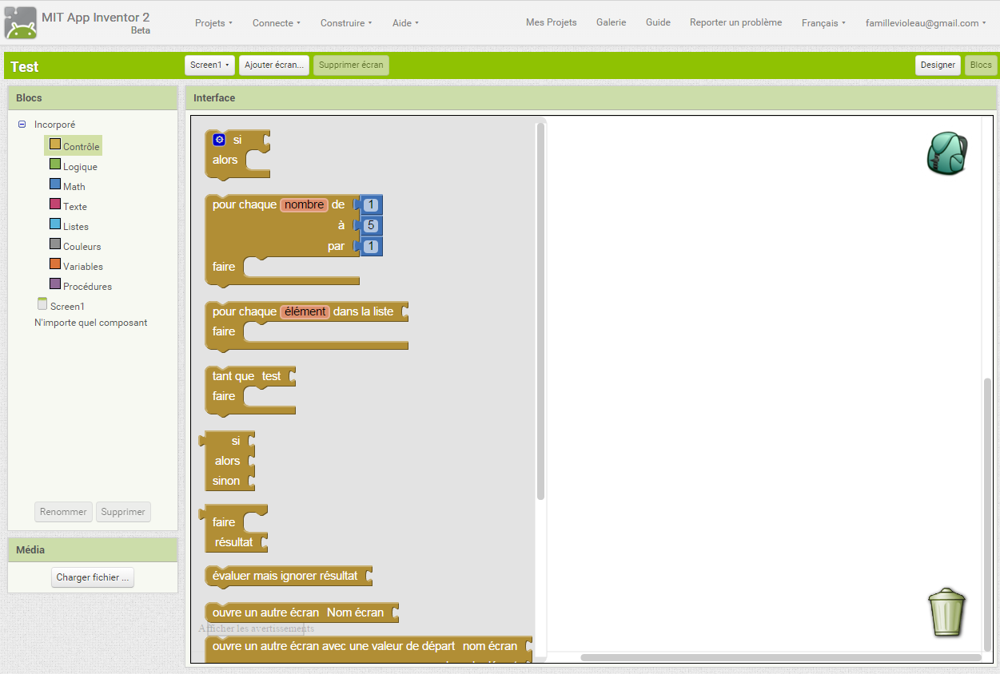 MIT App Inventor 2
Beta
Projets Connecte Construire Aide Mes Projets Galerie Guide Reporter un problème Français famillevioleau@gmail.com
Test Screen1 Ajouter écran... Supprimer écran Designer Blocs
Blocs
Incorporé
Contrôle
Logique
Math
Texte
Listes
Couleurs
Variables
Procédures
Screen1
N'importe quel composant
Renommer Supprimer
Média
Charger fichier ...
Interface
si
alors
pour chaque nombre de 1
à 5
par 1
faire
pour chaque élément dans la liste
faire
tant que test
faire
si
alors
sinon
faire
résultat
évaluer mais ignorer résultat
ouvre un autre écran Nom écran
Afficher les avertissements
ouvre un autre écran avec une valeur de départ nom écran